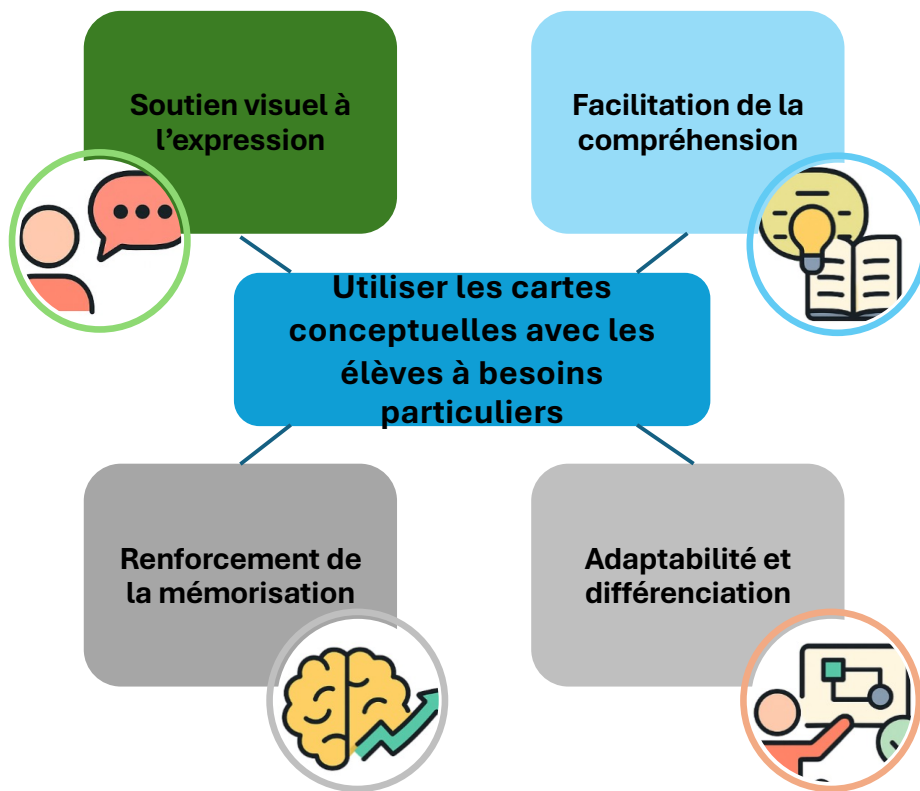 Soutien visuel à
l’expression
Facilitation de la
compréhension
Utiliser les cartes
conceptuelles avec les
élèves à besoins
particuliers
Renforcement de
la mémorisation
Adaptabilité et
différenciation